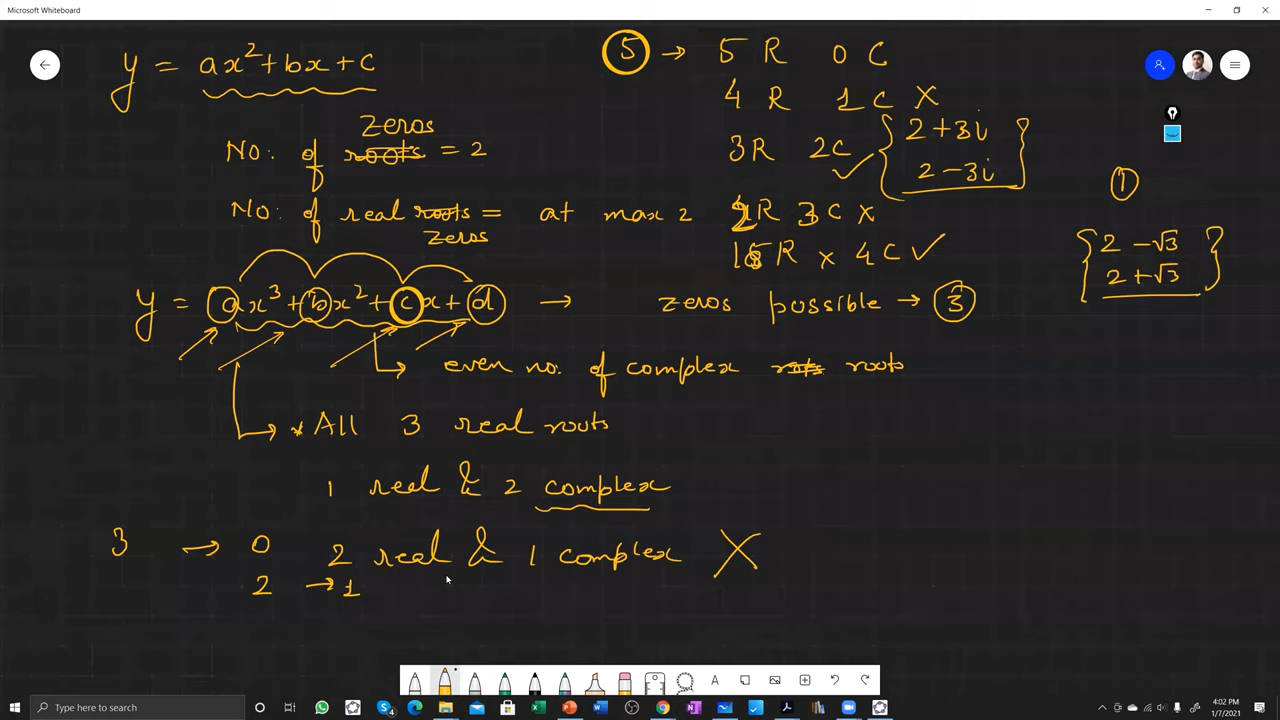 Microsoft Whiteboard
y = ax²+bx+c
zeros
No: of roots = 2
No: of real roots = at max 2
zeros
y = ax³+bx²+cx+d → zeros possible → 3
even no. of complex roots roots
* All 3 real roots
1 real & 2 complex
3 → 0 2 real & 1 complex X
2 → 1
5 → 5 R 0 C
4 R 1 C X
3R 2C ✓ { 2+3i
2-3i }
2R 3C X
1 R x 4C ✓
1
{ 2-√3
2+√3 }
A
Type here to search
4:02 PM
1/7/2021